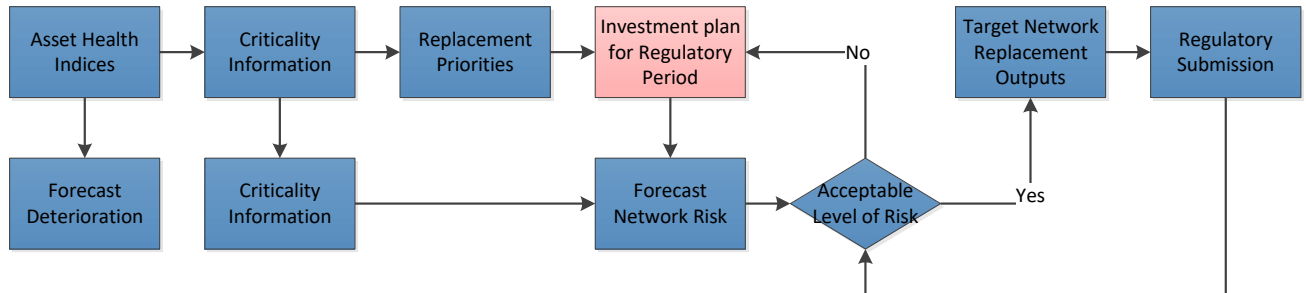 Asset Health
Indices
Criticality
Information
Replacement
Priorities
Investment plan
for Regulatory
Period
No
Target Network
Replacement
Outputs
Regulatory
Submission
Forecast
Deterioration
Criticality
Information
Forecast
Network Risk
Acceptable
Level of Risk
Yes